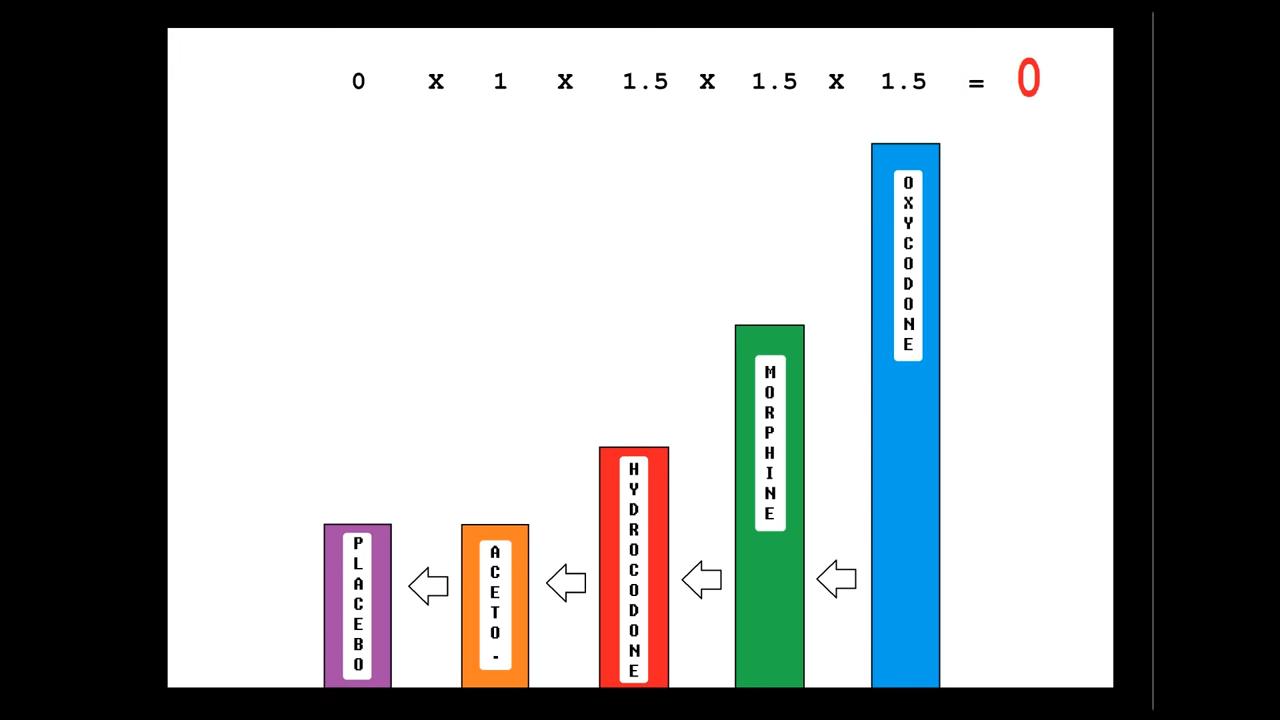 0 X 1 X 1.5 X 1.5 X 1.5 = 0
PLACEBO
ACETO-
HYDROCODONE
MORPHINE
OXYCODONE